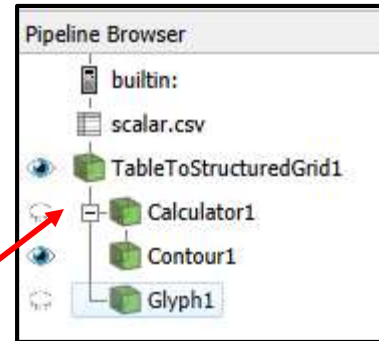 Pipeline Browser
builtin:
scalar.csv
TableToStructuredGrid1
Calculator1
Contour1
Glyph1